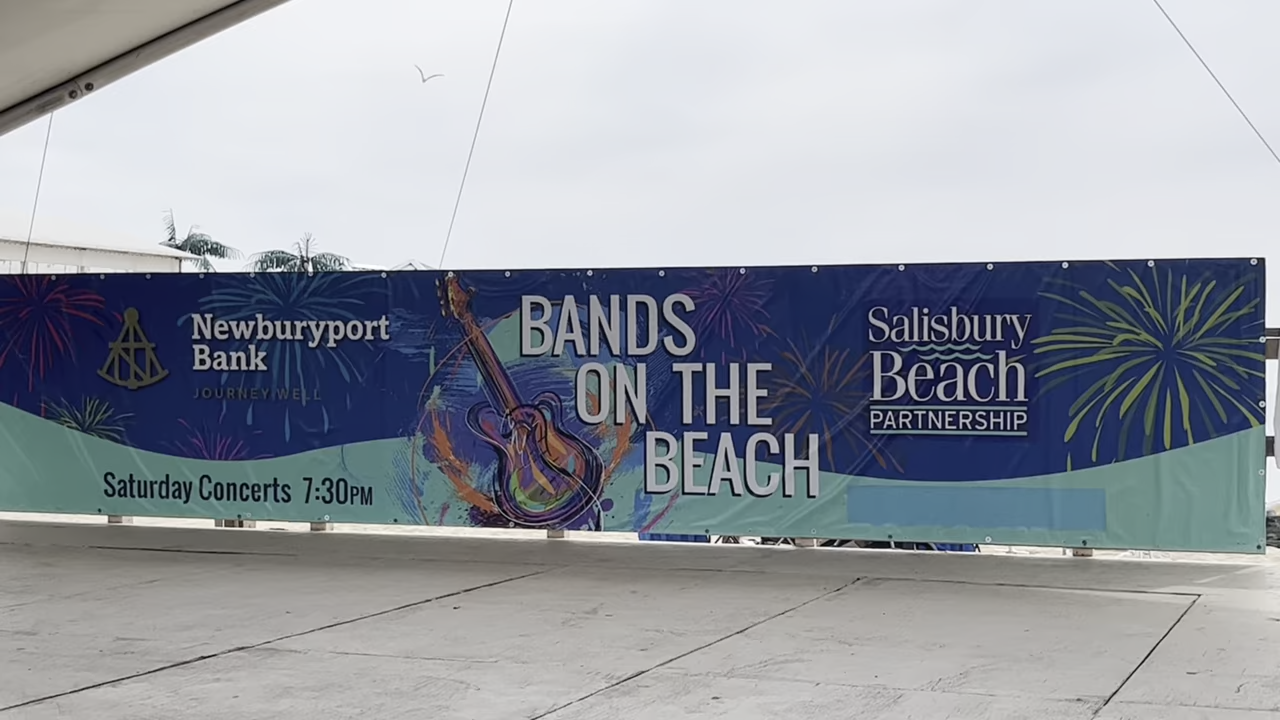 Newburyport
Bank
JOURNEY WELL
Saturday Concerts 7:30PM
BANDS
ON THE
BEACH
Salisbury
Beach
PARTNERSHIP